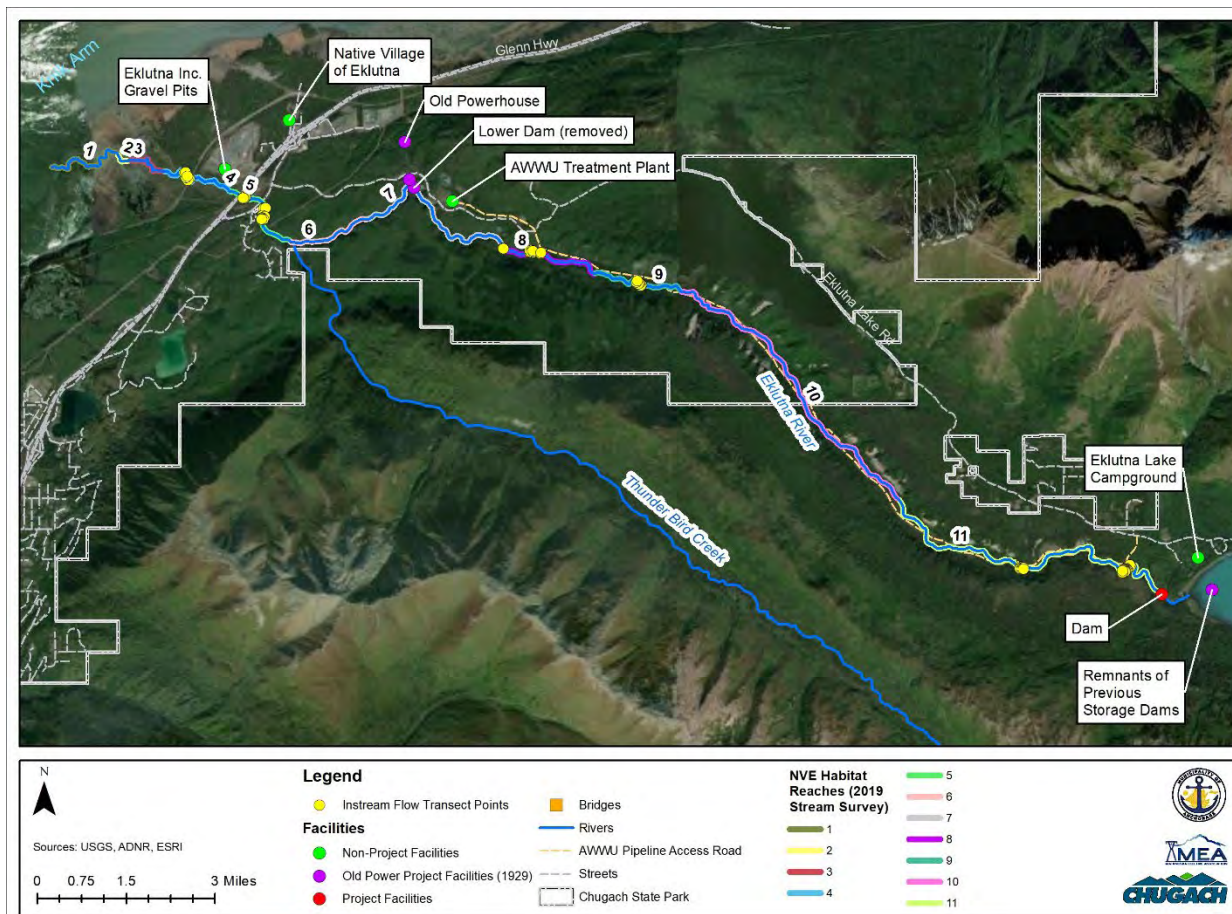 Knik Arm
Glenn Hwy
Native Village
of Eklutna
Eklutna Inc.
Gravel Pits
Old Powerhouse
Lower Dam (removed)
AWWU Treatment Plant
1
2
3
4
5
6
7
8
9
10
11
Eklutna Lake Rd
Eklutna River
Thunder Bird Creek
Eklutna Lake
Campground
Dam
Remnants of
Previous
Storage Dams
N
Sources: USGS, ADNR, ESRI
0 0.75 1.5 3 Miles
Legend
Instream Flow Transect Points
Facilities
Non-Project Facilities
Old Power Project Facilities (1929)
Project Facilities
Bridges
Rivers
AWWU Pipeline Access Road
Streets
Chugach State Park
NVE Habitat
Reaches (2019
Stream Survey)
1
2
3
4
5
6
7
8
9
10
11
MUNICIPALITY OF
ANCHORAGE
MEA
CHUGACH